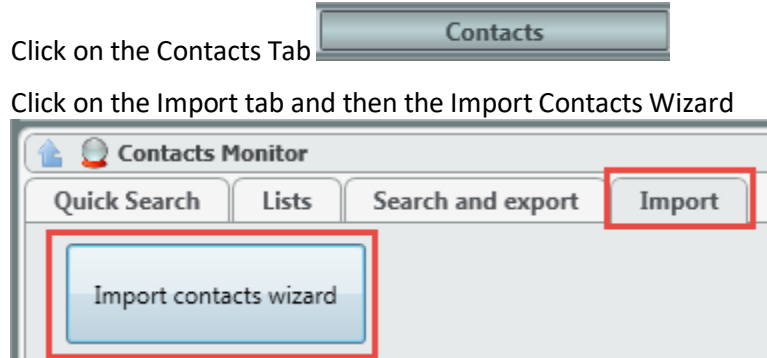 Click on the Contacts Tab Contacts
Click on the Import tab and then the Import Contacts Wizard
Contacts Monitor
Quick Search Lists Search and export Import
Import contacts wizard